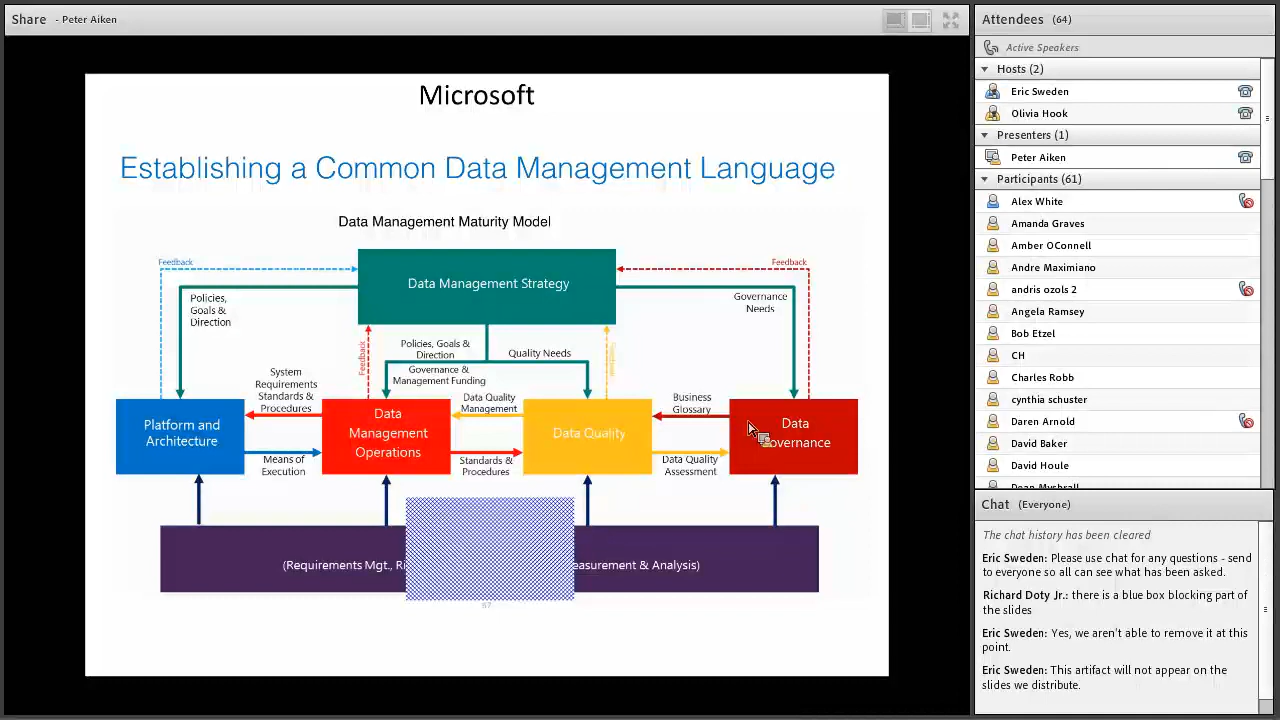 Share - Peter Aiken
Microsoft
Establishing a Common Data Management Language
Data Management Maturity Model
Feedback
Feedback
Data Management Strategy
Policies,
Goals &
Direction
Governance
Needs
Policies, Goals &
Direction
Quality Needs
Feedback
Governance &
Management Funding
System
Requirements
Standards &
Procedures
Data Quality
Management
Business
Glossary
Platform and
Architecture
Data
Management
Operations
Data Quality
Data
overnance
Means of
Execution
Standards &
Procedures
Data Quality
Assessment
(Requirements Mgt., Ri
easurement & Analysis)
67
Attendees (64)
Active Speakers
Hosts (2)
Eric Sweden
Olivia Hook
Presenters (1)
Peter Aiken
Participants (61)
Alex White
Amanda Graves
Amber OConnell
Andre Maximiano
andris ozols 2
Angela Ramsey
Bob Etzel
CH
Charles Robb
cynthia schuster
Daren Arnold
David Baker
David Houle
Chat (Everyone)
The chat history has been cleared
Eric Sweden: Please use chat for any questions - send
to everyone so all can see what has been asked.
Richard Doty Jr.: there is a blue box blocking part of
the slides
Eric Sweden: Yes, we aren't able to remove it at this
point.
Eric Sweden: This artifact will not appear on the
slides we distribute.